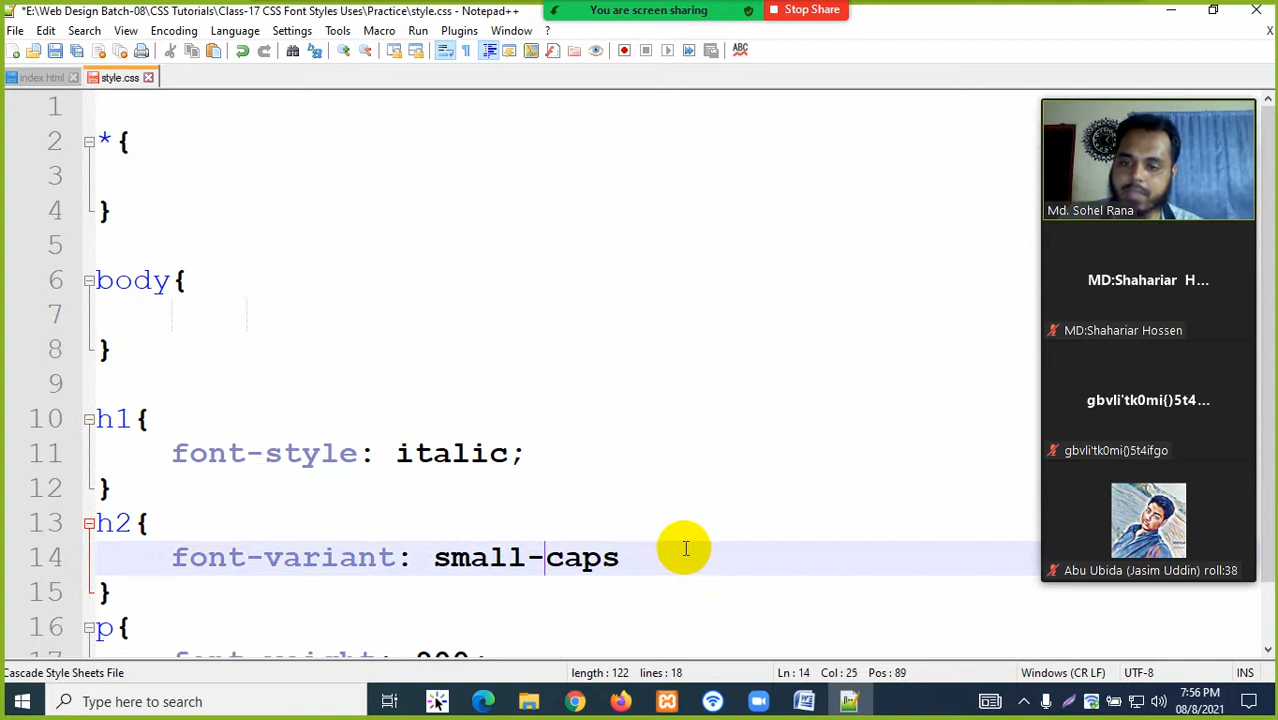 *E:\Web Design Batch-08\CSS Tutorials\Class-17 CSS Font Styles Uses\Practice\style.css - Notepad++
You are screen sharing
Stop Share
File Edit Search View Encoding Language Settings Tools Macro Run Plugins Window ?
X
ABC
index.html
style.css
1
2 *{
3
4 }
5
6 body{
7
8 }
9
10 h1{
11 font-style: italic;
12 }
13 h2{
14 font-variant: small-caps
15 }
16 p{
17 font-weight: 900;
Md. Sohel Rana
MD:Shahariar H...
MD:Shahariar Hossen
gbvli'tk0mi{)5t4...
gbvli'tk0mi{)5t4ifgo
Abu Ubida (Jasim Uddin) roll:38
Cascade Style Sheets File
length : 122 lines : 18
Ln : 14 Col : 25 Pos : 89
Windows (CR LF)
UTF-8
INS
Type here to search
7:56 PM
08/8/2021